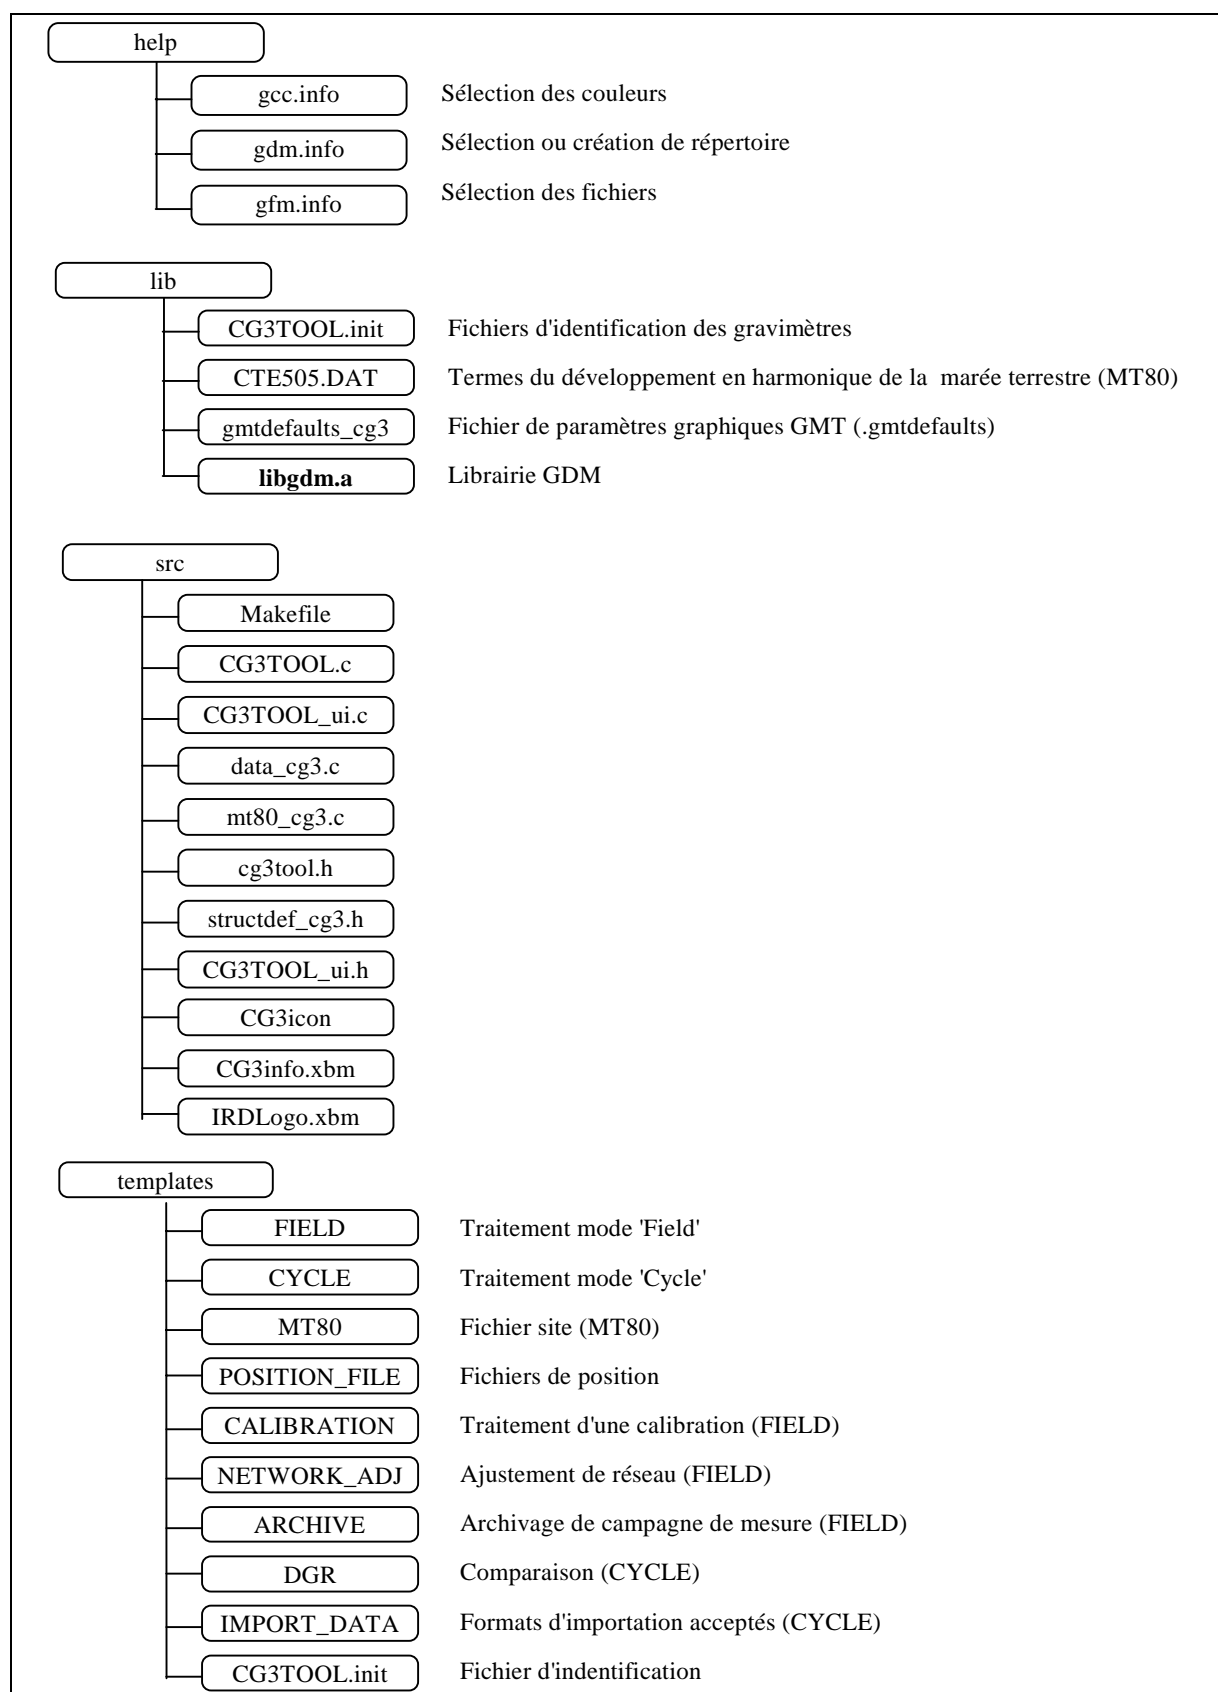 help
gcc.info Sélection des couleurs
gdm.info Sélection ou création de répertoire
gfm.info Sélection des fichiers
lib
CG3TOOL.init Fichiers d'identification des gravimètres
CTE505.DAT Termes du développement en harmonique de la marée terrestre (MT80)
gmtdefaults_cg3 Fichier de paramètres graphiques GMT (.gmtdefaults)
libgdm.a Librairie GDM
src
Makefile
CG3TOOL.c
CG3TOOL_ui.c
data_cg3.c
mt80_cg3.c
cg3tool.h
structdef_cg3.h
CG3TOOL_ui.h
CG3icon
CG3info.xbm
IRDLogo.xbm
templates
FIELD Traitement mode 'Field'
CYCLE Traitement mode 'Cycle'
MT80 Fichier site (MT80)
POSITION_FILE Fichiers de position
CALIBRATION Traitement d'une calibration (FIELD)
NETWORK_ADJ Ajustement de réseau (FIELD)
ARCHIVE Archivage de campagne de mesure (FIELD)
DGR Comparaison (CYCLE)
IMPORT_DATA Formats d'importation acceptés (CYCLE)
CG3TOOL.init Fichier d'indentification